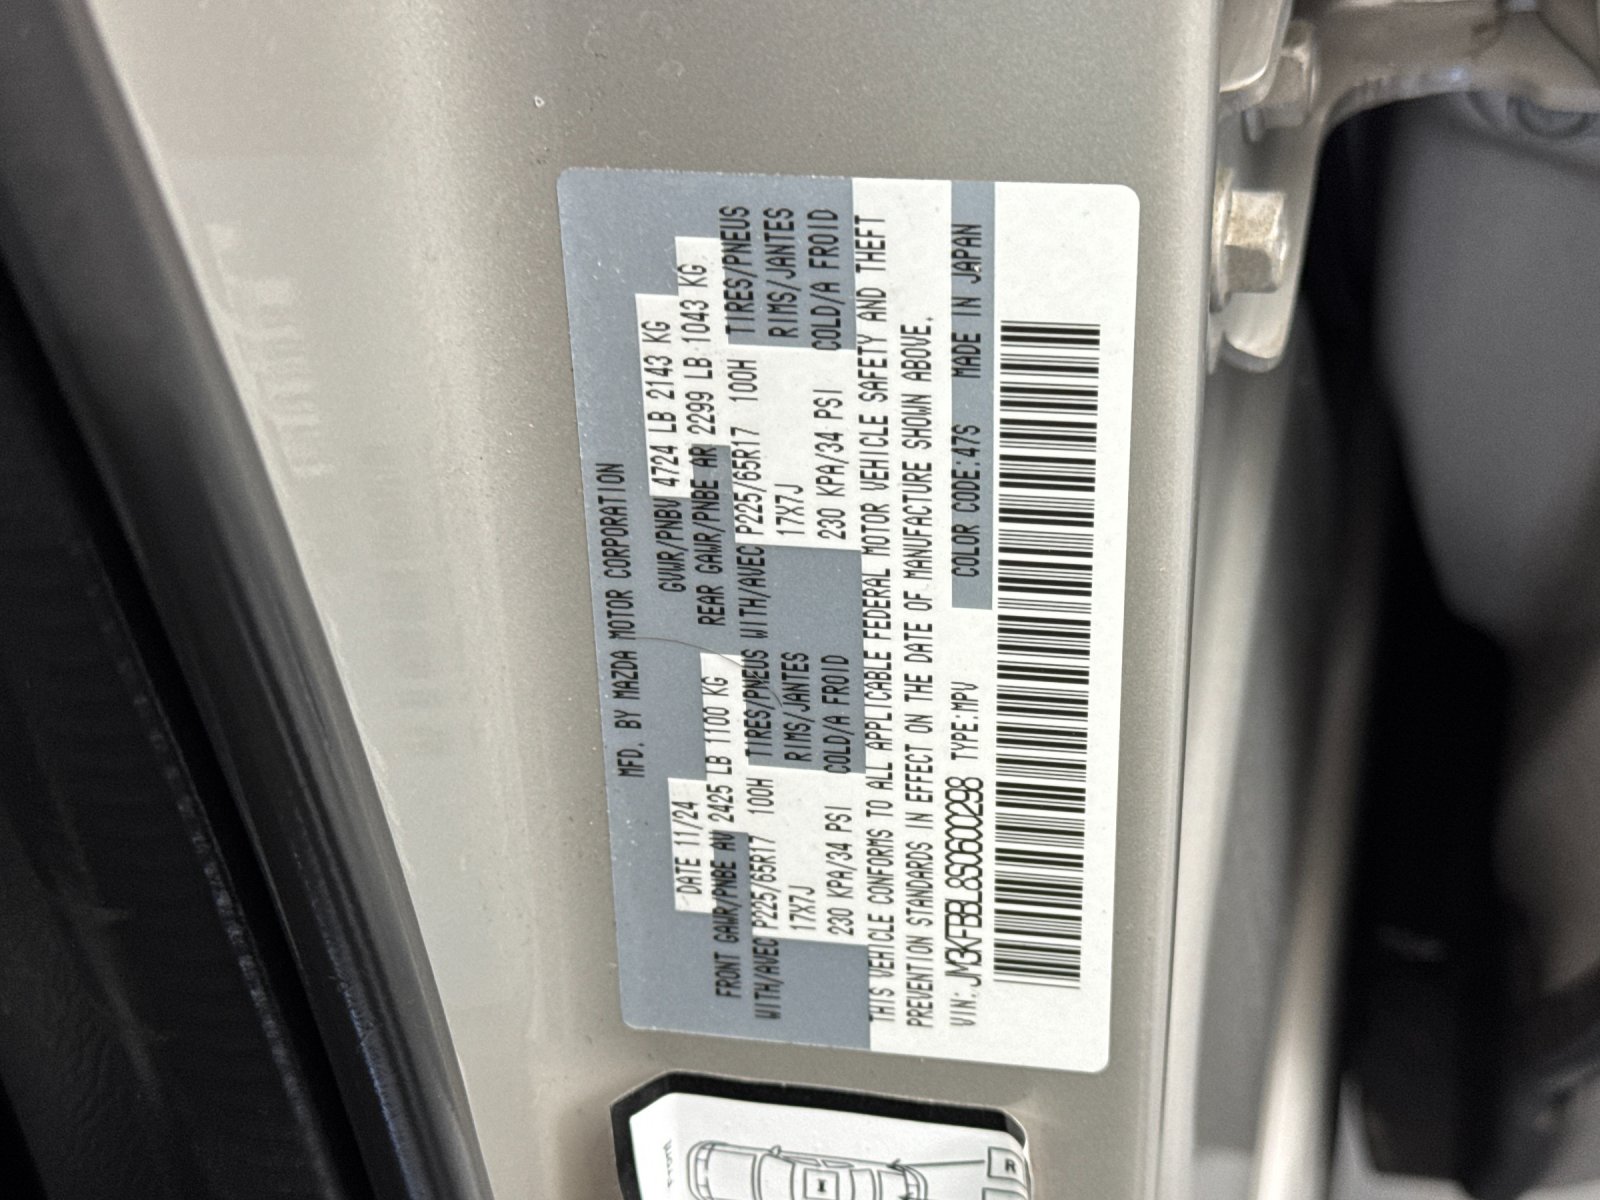 MFD. BY MAZDA MOTOR CORPORATION
DATE 11/24 GVWR/PNBV 4724 LB 2143 KG
FRONT GAWR/PNBE AV 2425 LB 1100 KG REAR GAWR/PNBE AR 2299 LB 1043 KG
WITH/AVEC P225/65R17 100H TIRES/PNEUS WITH/AVEC P225/65R17 100H TIRES/PNEUS
17X7J RIMS/JANTES 17X7J RIMS/JANTES
230 KPA/34 PSI COLD/A FROID 230 KPA/34 PSI COLD/A FROID
THIS VEHICLE CONFORMS TO ALL APPLICABLE FEDERAL MOTOR VEHICLE SAFETY AND THEFT
PREVENTION STANDARDS IN EFFECT ON THE DATE OF MANUFACTURE SHOWN ABOVE.
VIN: JM3KFBBL8S0600298 TYPE:MPV COLOR CODE:47S MADE IN JAPAN
R